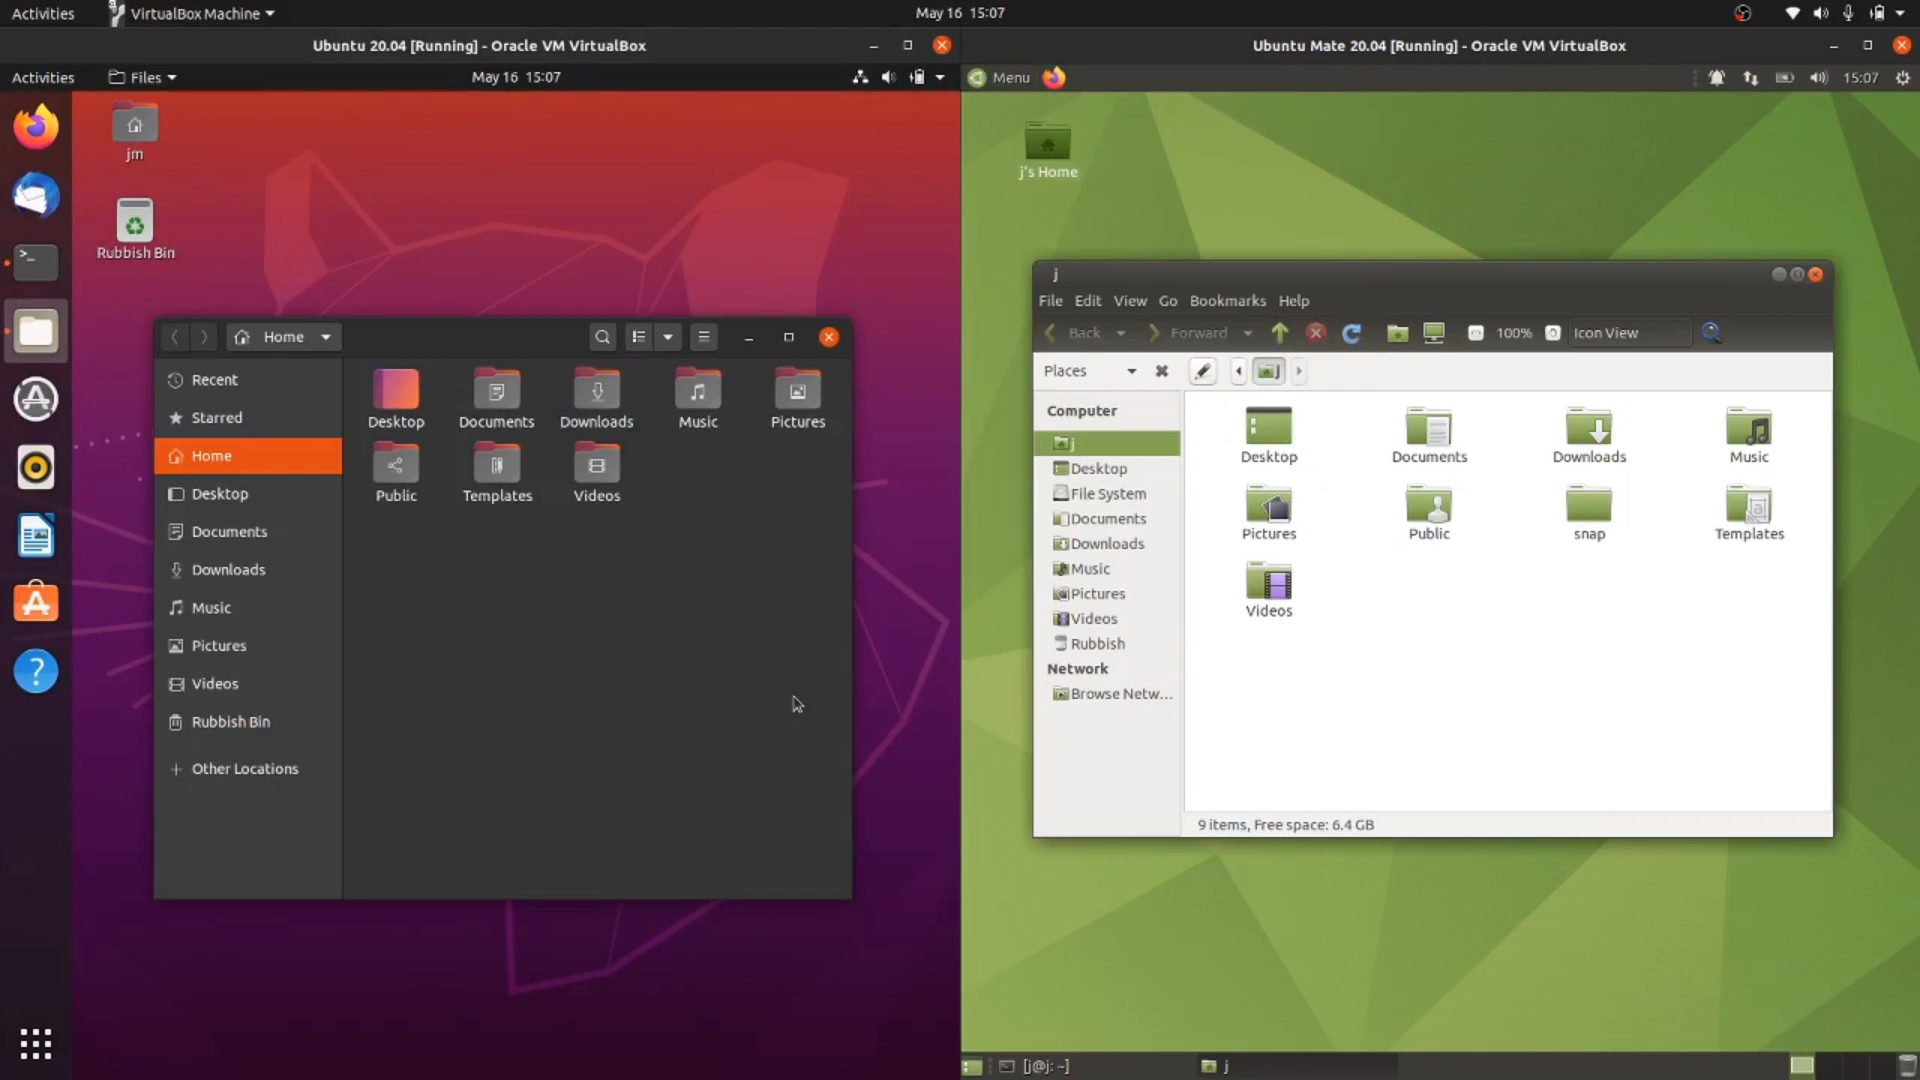 Activities VirtualBox Machine May 16 15:07
Ubuntu 20.04 [Running] - Oracle VM VirtualBox
Activities Files May 16 15:07
jm
Rubbish Bin
Home
Recent
Starred
Home
Desktop
Documents
Downloads
Music
Pictures
Videos
Rubbish Bin
+ Other Locations
Desktop Documents Downloads Music Pictures
Public Templates Videos
Ubuntu Mate 20.04 [Running] - Oracle VM VirtualBox
Menu 15:07
j's Home
j
File Edit View Go Bookmarks Help
Back Forward 100% Icon View
Places j
Computer
j
Desktop
File System
Documents
Downloads
Music
Pictures
Videos
Rubbish
Network
Browse Netw...
Desktop Documents Downloads Music
Pictures Public snap Templates
Videos
9 items, Free space: 6.4 GB
[j@j: ~] j